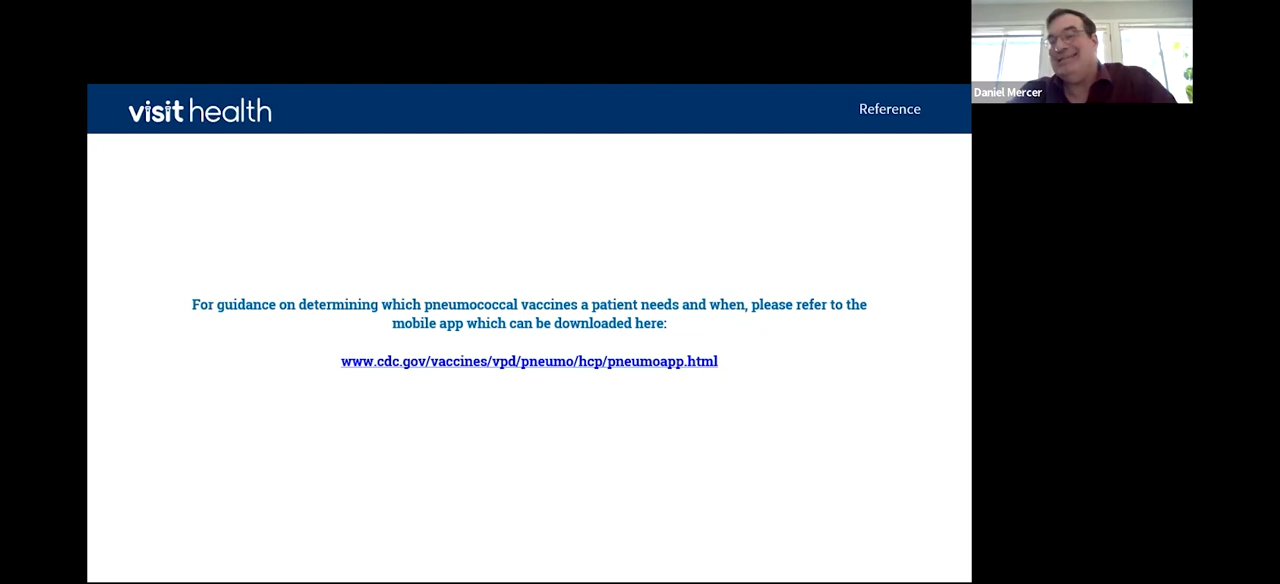 visit health
Reference
Daniel Mercer
For guidance on determining which pneumococcal vaccines a patient needs and when, please refer to the
mobile app which can be downloaded here:
www.cdc.gov/vaccines/vpd/pneumo/hcp/pneumoapp.html